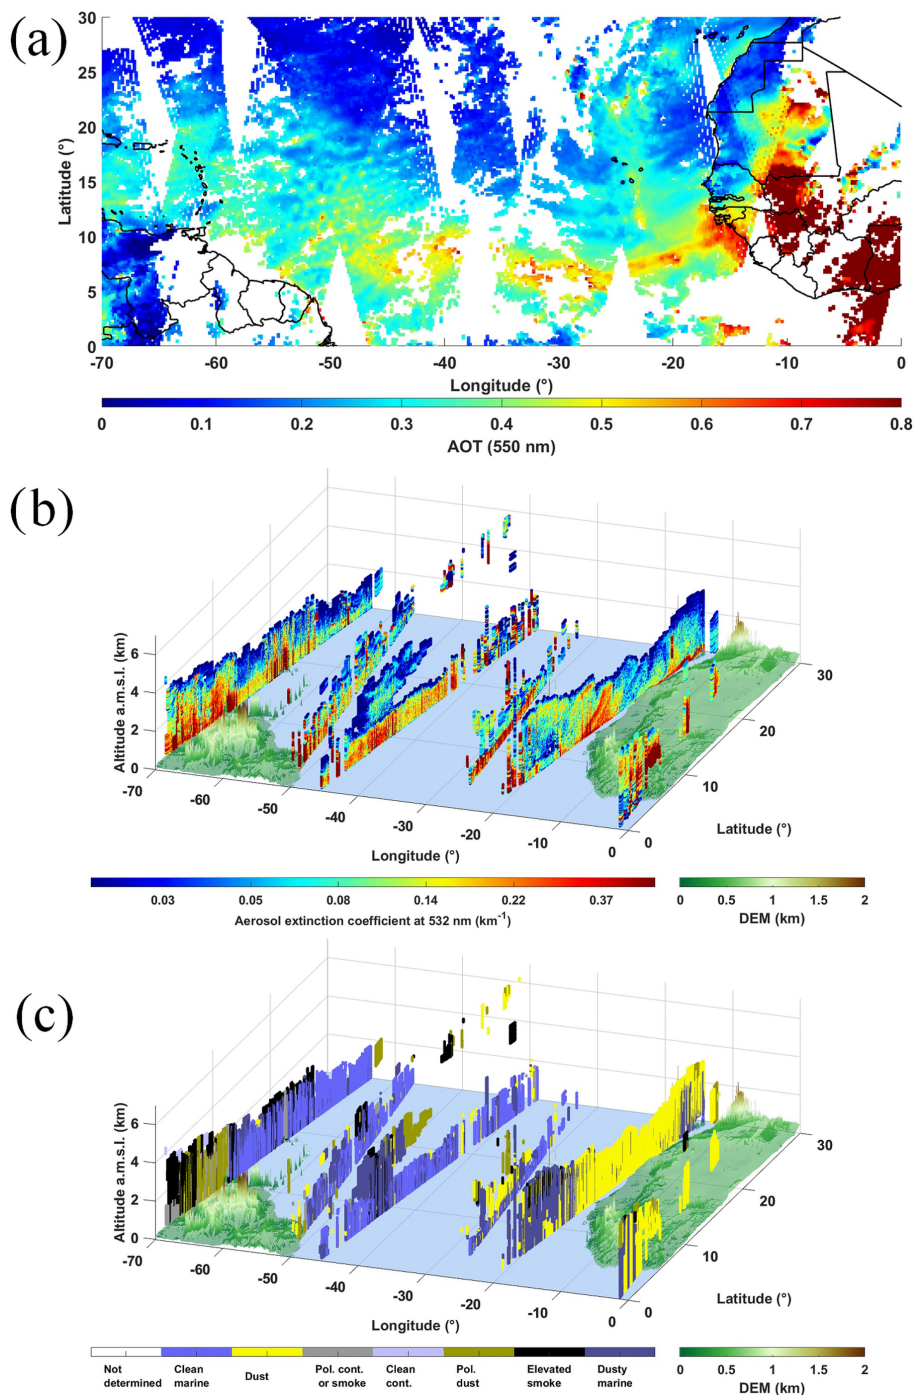 (a)
30
25
20
15
10
5
0
Latitude (°)
-70 -60 -50 -40 -30 -20 -10 0
Longitude (°)
0 0.1 0.2 0.3 0.4 0.5 0.6 0.7 0.8
AOT (550 nm)
(b)
6
4
2
0
Altitude a.m.s.l. (km)
-70 -60 -50 -40 -30 -20 -10 0
Longitude (°)
0 10 20 30
Latitude (°)
0.03 0.05 0.08 0.14 0.22 0.37
Aerosol extinction coefficient at 532 nm (km-1)
0 0.5 1 1.5 2
DEM (km)
(c)
6
4
2
0
Altitude a.m.s.l. (km)
-70 -60 -50 -40 -30 -20 -10 0
Longitude (°)
0 10 20 30
Latitude (°)
Not determined
Clean marine
Dust
Pol. cont. or smoke
Clean cont.
Pol. dust
Elevated smoke
Dusty marine
0 0.5 1 1.5 2
DEM (km)